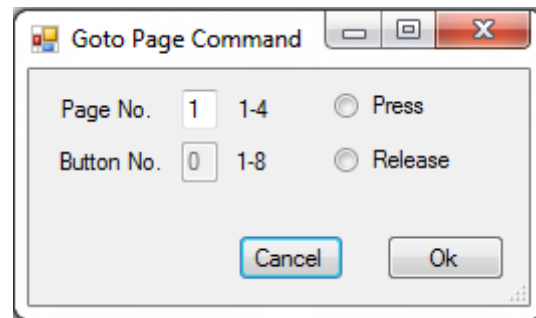 Goto Page Command
Page No. 1 1-4 Press
Button No. 0 1-8 Release
Cancel Ok